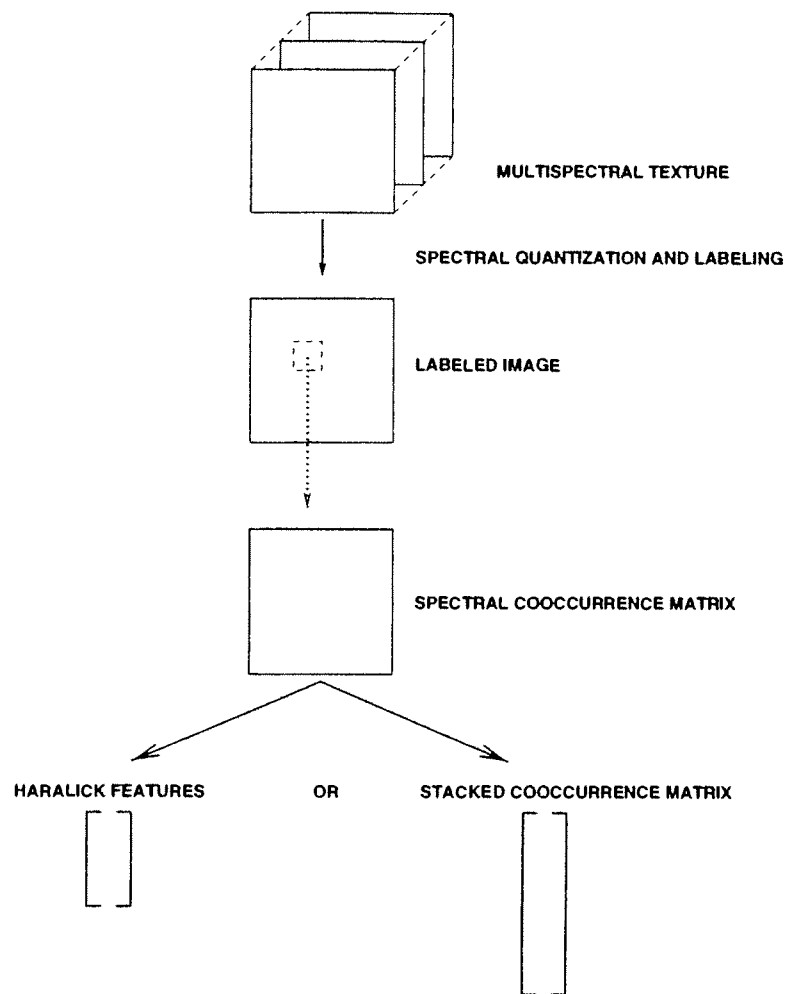 MULTISPECTRAL TEXTURE
SPECTRAL QUANTIZATION AND LABELING
LABELED IMAGE
SPECTRAL COOCCURRENCE MATRIX
HARALICK FEATURES OR STACKED COOCCURRENCE MATRIX